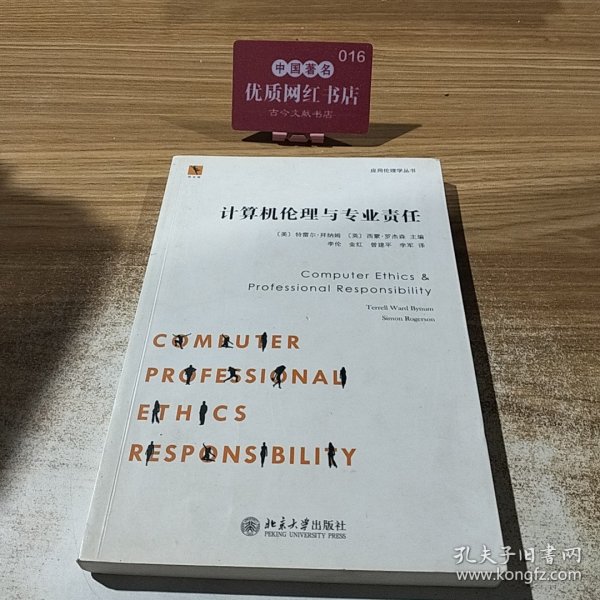 016
中国著名
优质网红书店
古今文献书店
应用伦理学丛书
计算机伦理与专业责任
〔美〕特雷尔·拜纳姆 〔英〕西蒙·罗杰森 主编
李伦 金红 曾建平 李军 译
Computer Ethics &
Professional Responsibility
Terrell Ward Bynum
Simon Rogerson
COMPUTER
PROFESSIONAL
ETHICS
RESPONSIBILITY
北京大学出版社
PEKING UNIVERSITY PRESS
孔夫子旧书网
www.kongfz.com